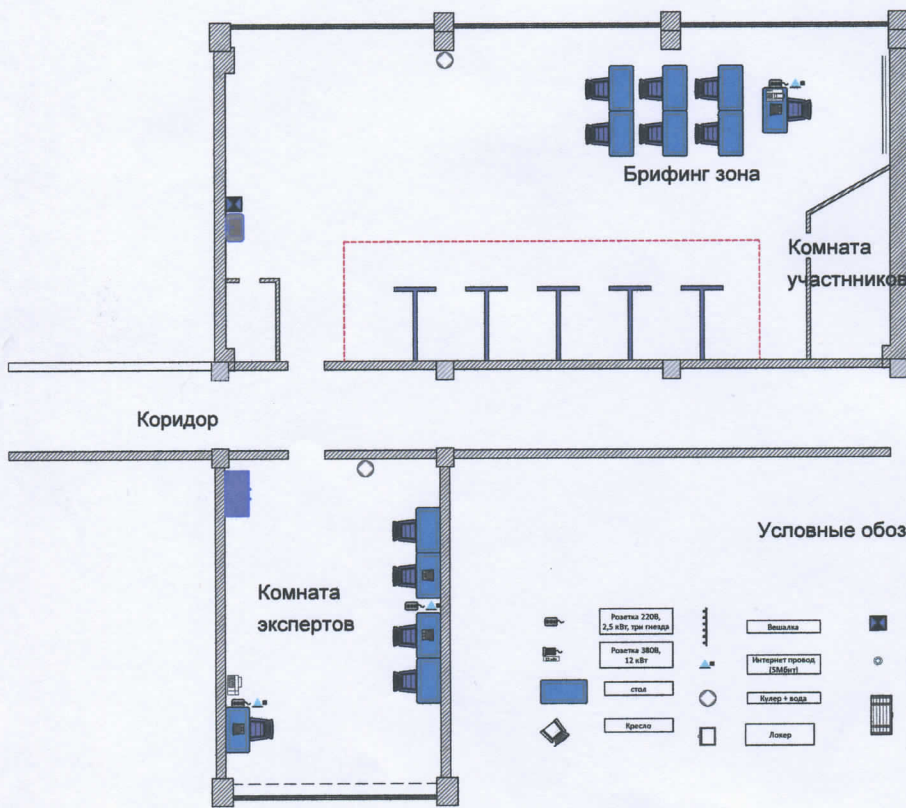 Брифинг зона
Комната
участнников
Коридор
Условные обоз
Комната
экспертов
Розетка 220В,
2,5 кВт, три гнезда
Вешалка
Розетка 380В,
12 кВт
Интернет провод
(5Мбит)
стол
Кулер + вода
Кресло
Локер